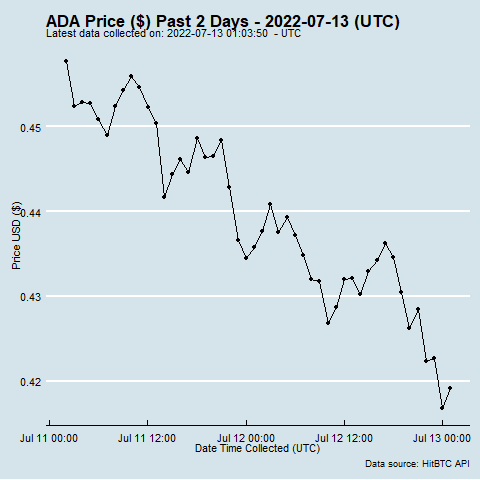 ADA Price ($) Past 2 Days - 2022-07-13 (UTC)
Latest data collected on: 2022-07-13 01:03:50 - UTC
Price USD ($)
0.45
0.44
0.43
0.42
Jul 11 00:00 Jul 11 12:00 Jul 12 00:00 Jul 12 12:00 Jul 13 00:00
Date Time Collected (UTC)
Data source: HitBTC API